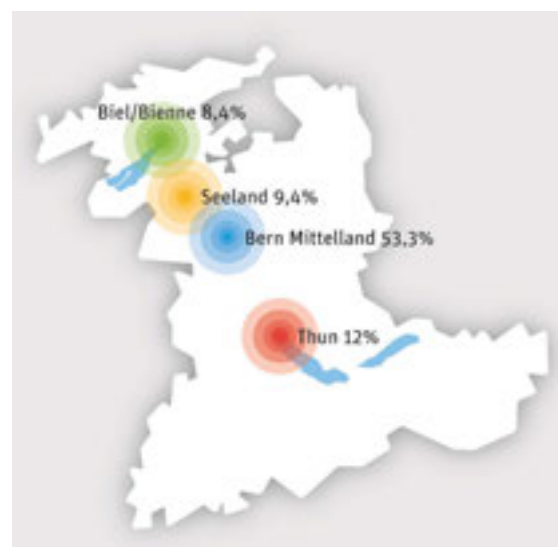 Biel/Bienne 8,4%
Seeland 9,4%
Bern Mittelland 53,3%
Thun 12%